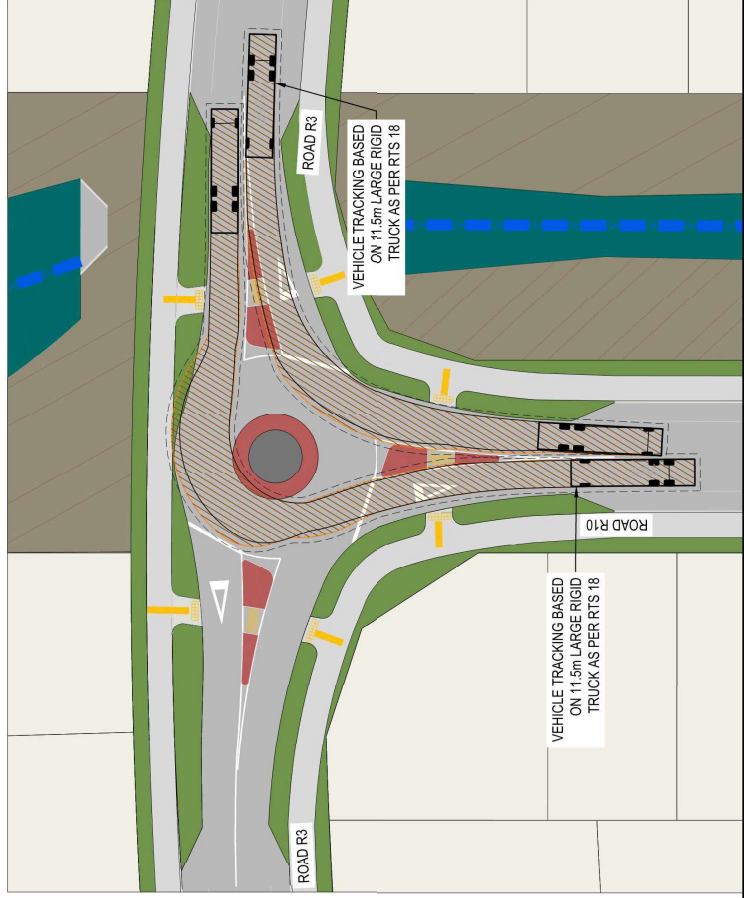 ROAD R3
VEHICLE TRACKING BASED
ON 11.5m LARGE RIGID
TRUCK AS PER RTS 18
ROAD R10
VEHICLE TRACKING BASED
ON 11.5m LARGE RIGID
TRUCK AS PER RTS 18
ROAD R3